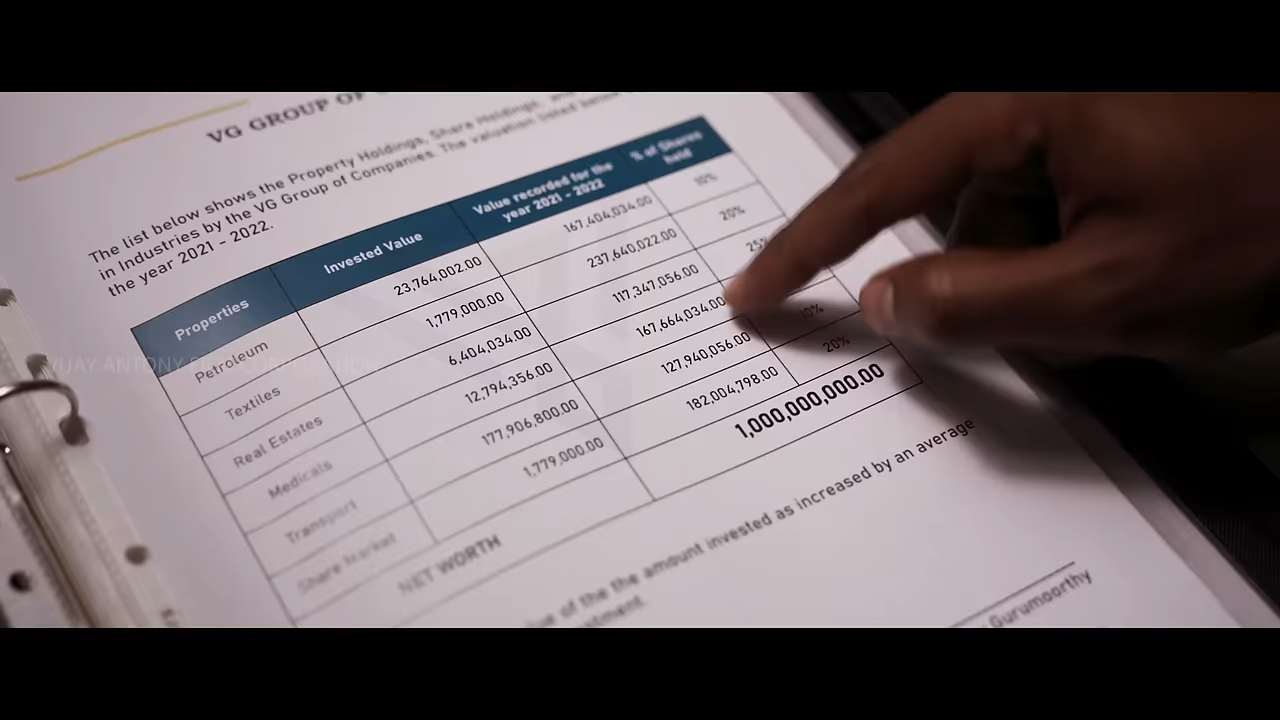 VG GROUP OF
The list below shows the Property Holdings, Share Holdings, and
in Industries by the VG Group of Companies. The valuation listed below
the year 2021 - 2022.
Properties Invested Value Value recorded for the year 2021 - 2022 % of Shares held
Petroleum 23,764,002.00 167,404,034.00 10%
Textiles 1,779,000.00 237,640,022.00 20%
Real Estates 6,404,034.00 117,347,056.00 25%
Medicals 12,794,356.00 167,664,034.00
Transport 177,906,800.00 127,940,056.00 10%
Share Market 1,779,000.00 182,004,798.00 20%
NET WORTH 1,000,000,000.00
of the the amount invested as increased by an average
Gurumoorthy
VIJAY ANTONY FILM CORPORATION